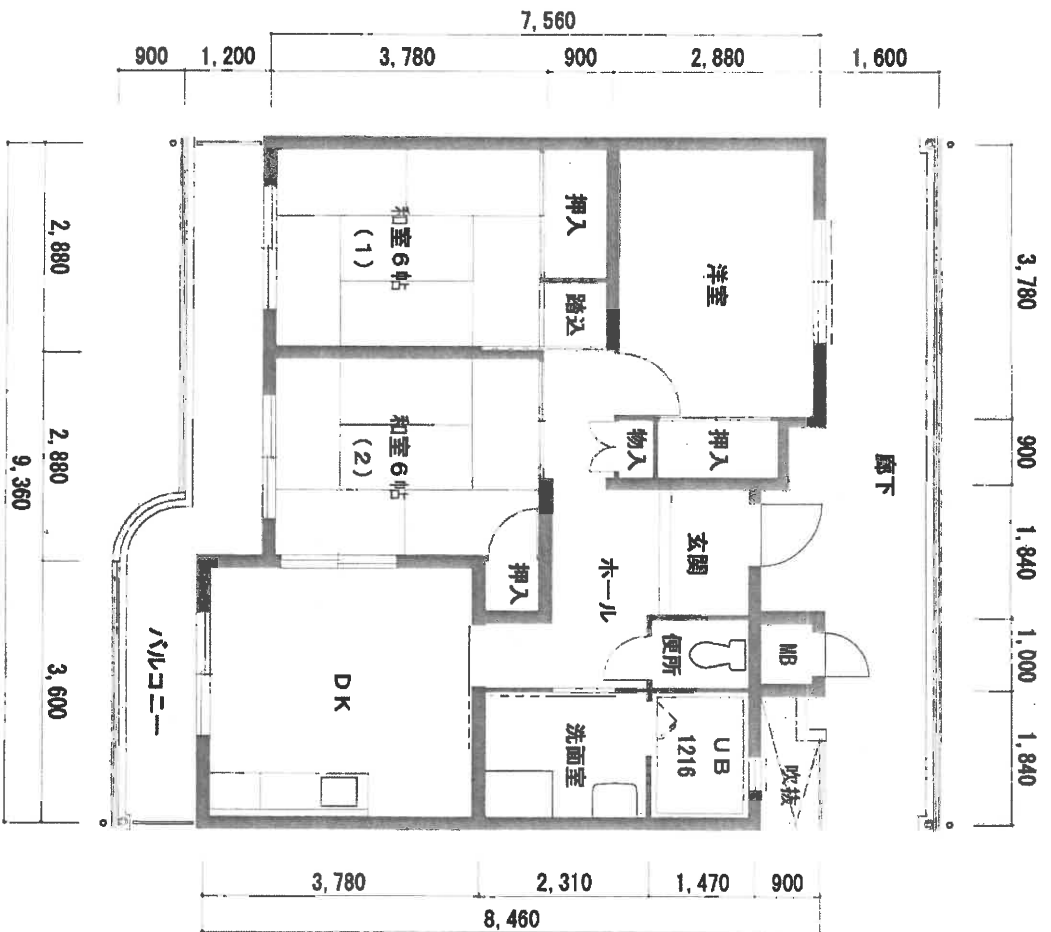 7,560
900
1,200
3,780
900
2,880
1,600
和室6帖
(1)
押入
踏込
洋室
3,780
2,880
和室6帖
(2)
物入
押入
廊下
900
2,880
9,360
押入
ホール
玄関
1,840
バルコニー
DK
便所
MB
1,000
3,600
洗面室
UB
1216
吹抜
1,840
3,780
2,310
1,470
900
8,460